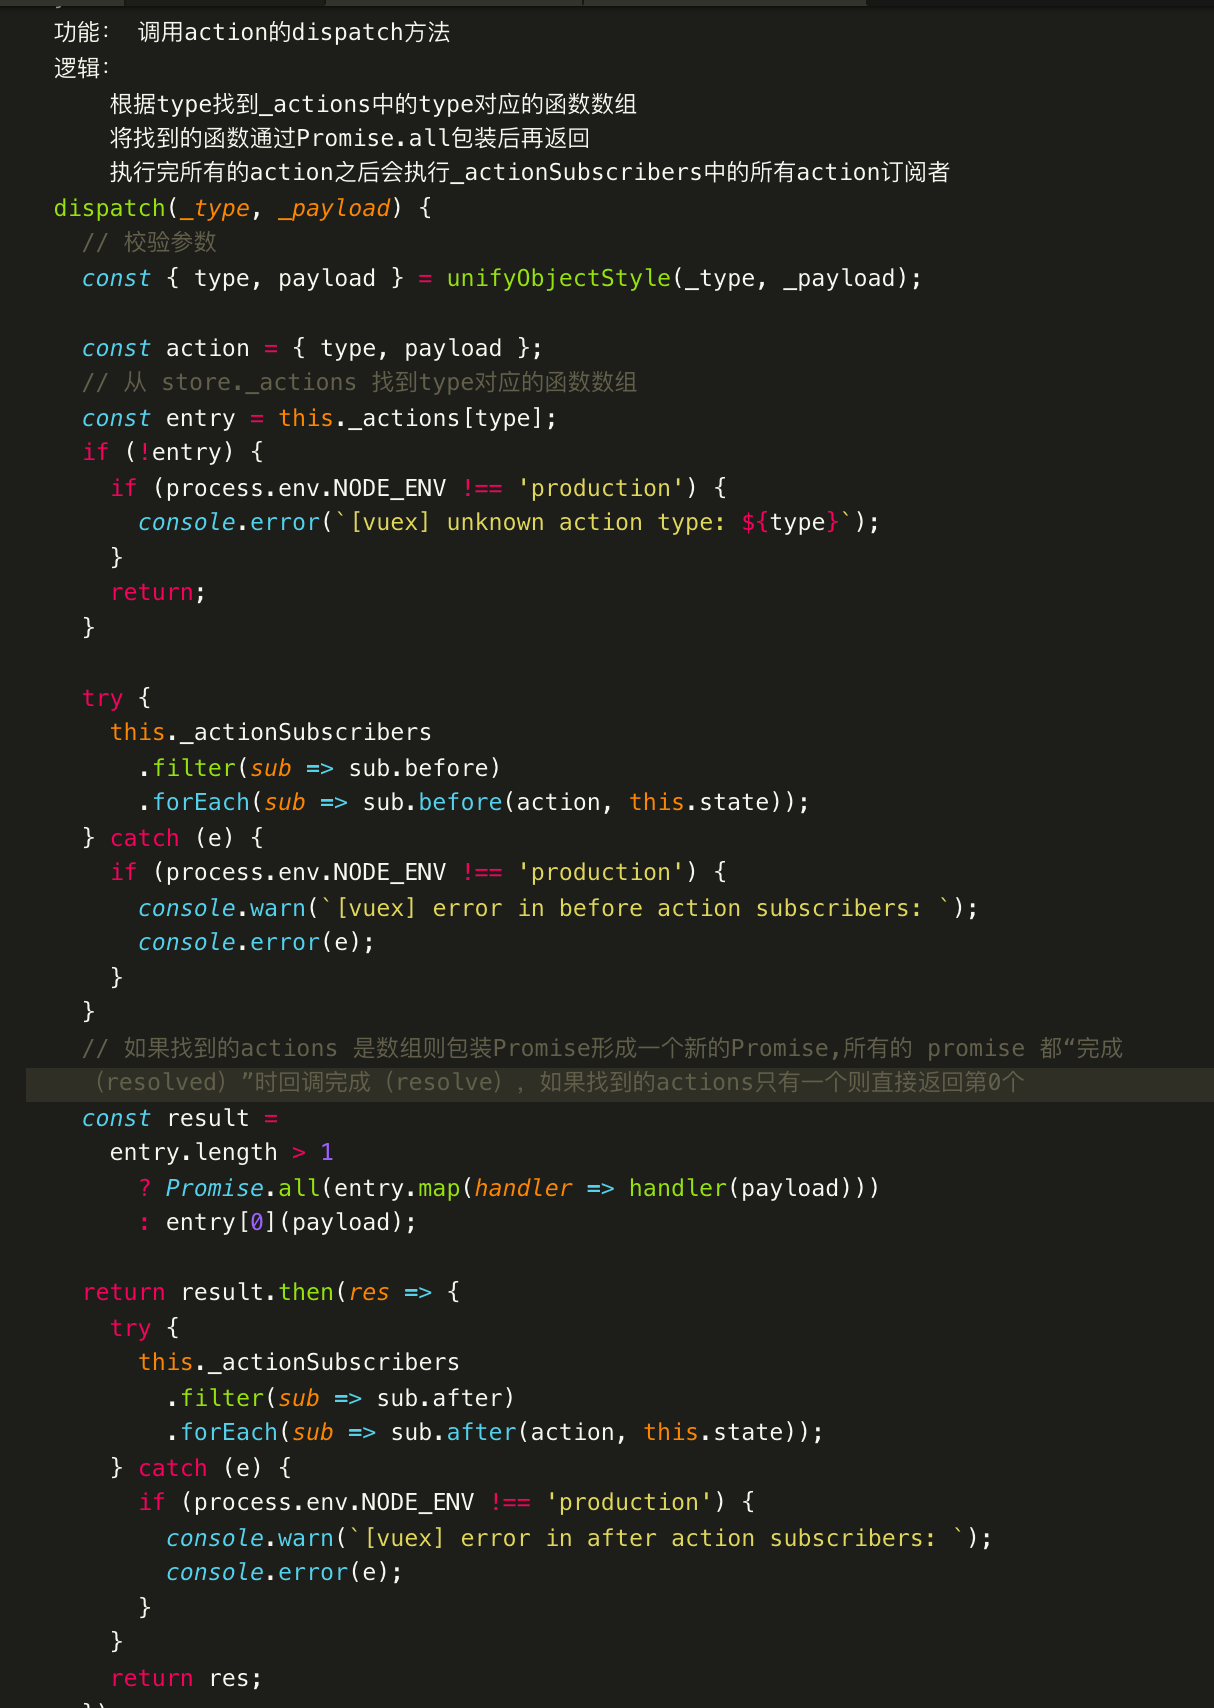 功能： 调用action的dispatch方法
逻辑：
根据type找到_actions中的type对应的函数数组
将找到的函数通过Promise.all包装后再返回
执行完所有的action之后会执行_actionSubscribers中的所有action订阅者
dispatch(_type, _payload) {
// 校验参数
const { type, payload } = unifyObjectStyle(_type, _payload);
const action = { type, payload };
// 从 store._actions 找到type对应的函数数组
const entry = this._actions[type];
if (!entry) {
if (process.env.NODE_ENV !== 'production') {
console.error(`[vuex] unknown action type: ${type}`);
}
return;
}
try {
this._actionSubscribers
.filter(sub => sub.before)
.forEach(sub => sub.before(action, this.state));
} catch (e) {
if (process.env.NODE_ENV !== 'production') {
console.warn(`[vuex] error in before action subscribers: `);
console.error(e);
}
}
// 如果找到的actions 是数组则包装Promise形成一个新的Promise,所有的 promise 都“完成
（resolved）”时回调完成（resolve），如果找到的actions只有一个则直接返回第0个
const result =
entry.length > 1
? Promise.all(entry.map(handler => handler(payload)))
: entry[0](payload);
return result.then(res => {
try {
this._actionSubscribers
.filter(sub => sub.after)
.forEach(sub => sub.after(action, this.state));
} catch (e) {
if (process.env.NODE_ENV !== 'production') {
console.warn(`[vuex] error in after action subscribers: `);
console.error(e);
}
}
return res;